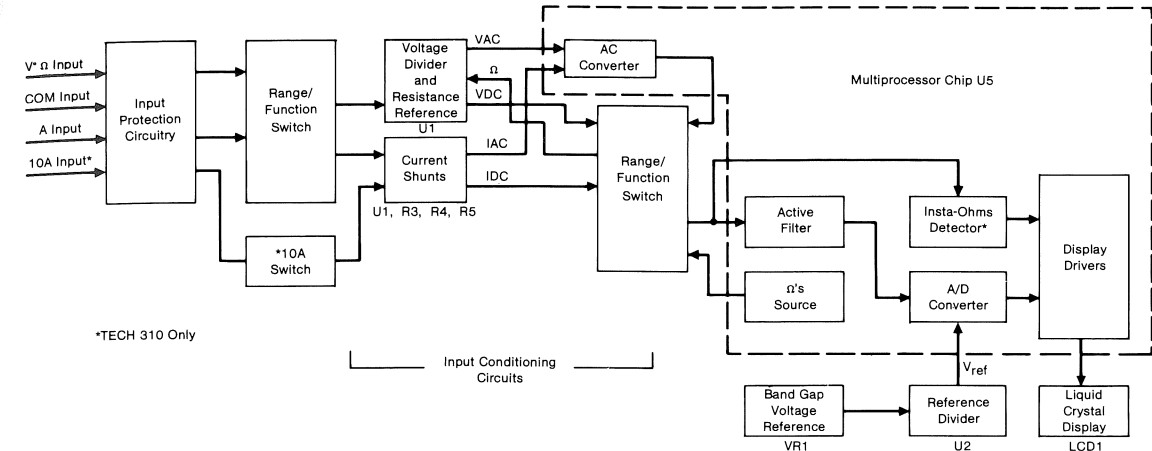 V* Ω Input
COM Input
A Input
10A Input*
Input
Protection
Circuitry
Range/
Function
Switch
*10A
Switch
Voltage
Divider
and
Resistance
Reference
U1
Current
Shunts
U1, R3, R4, R5
VAC
Ω
VDC
IAC
IDC
AC
Converter
Range/
Function
Switch
Multiprocessor Chip U5
Active
Filter
Ω's
Source
Insta-Ohms
Detector*
A/D
Converter
Display
Drivers
*TECH 310 Only
Input Conditioning
Circuits
Vref
Band Gap
Voltage
Reference
VR1
Reference
Divider
U2
Liquid
Crystal
Display
LCD1